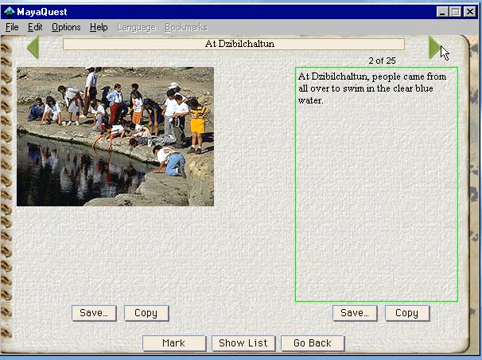 MayaQuest
File Edit Options Help Language Bookmarks
At Dzibilchaltun
2 of 25
At Dzibilchaltun, people came from
all over to swim in the clear blue
water.
Save... Copy Save... Copy
Mark Show List Go Back